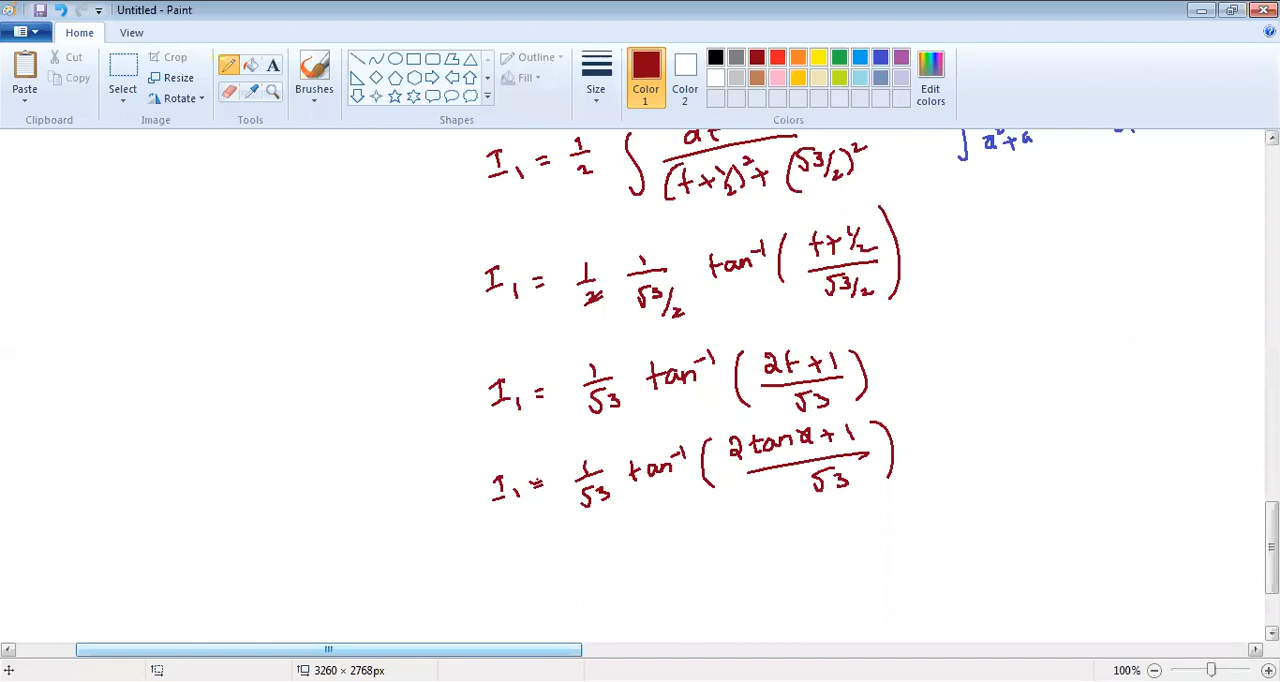 Untitled - Paint
Home View
Paste
Cut
Copy
Clipboard
Select
Crop
Resize
Rotate
Image
A
Tools
Brushes
Shapes
Outline
Fill
Size
Color 1
Color 2
Edit colors
Colors
I₁ = 1/2 ∫ dt / (t+1/2)² + (√3/2)²
I₁ = 1/2 1/(√3/2) tan⁻¹ ( (t+1/2) / (√3/2) )
I₁ = 1/√3 tan⁻¹ ( (2t+1) / √3 )
I₁ = 1/√3 tan⁻¹ ( (2tanx+1) / √3 )
3260 × 2768px
100%